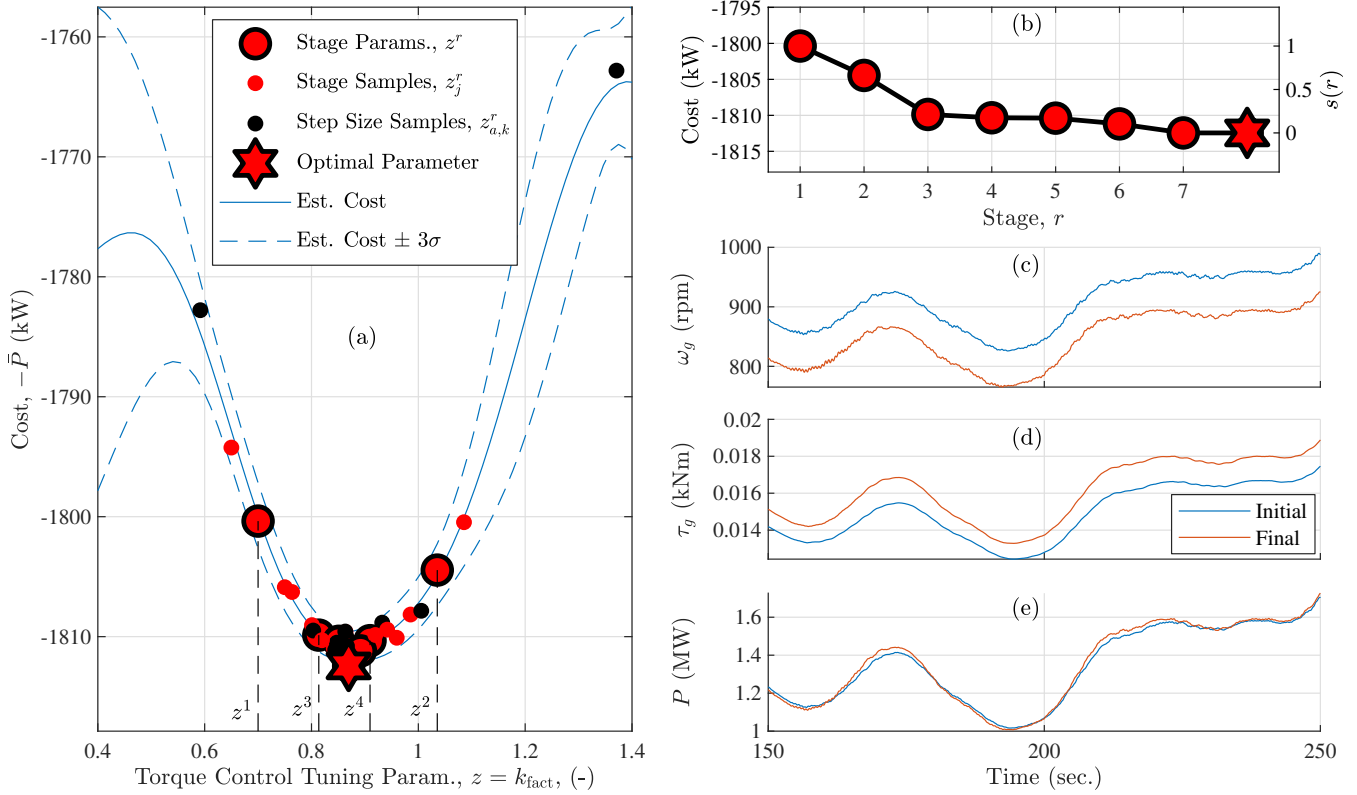 -1760
-1770
-1780
-1790
-1800
-1810
Cost, −P̄ (kW)
Stage Params., z^r
Stage Samples, z_j^r
Step Size Samples, z_{a,k}^r
Optimal Parameter
Est. Cost
Est. Cost ± 3σ
(a)
z^1 z^3 z^4 z^2
0.4 0.6 0.8 1 1.2 1.4
Torque Control Tuning Param., z = k_fact, (-)
-1795
-1800
-1805
-1810
-1815
Cost (kW)
(b)
1
0.5
0
s(r)
1 2 3 4 5 6 7
Stage, r
1000
900
800
ω_g (rpm)
(c)
0.02
0.018
0.016
0.014
τ_g (kNm)
(d)
Initial
Final
1.6
1.4
1.2
1
P (MW)
(e)
150 200 250
Time (sec.)